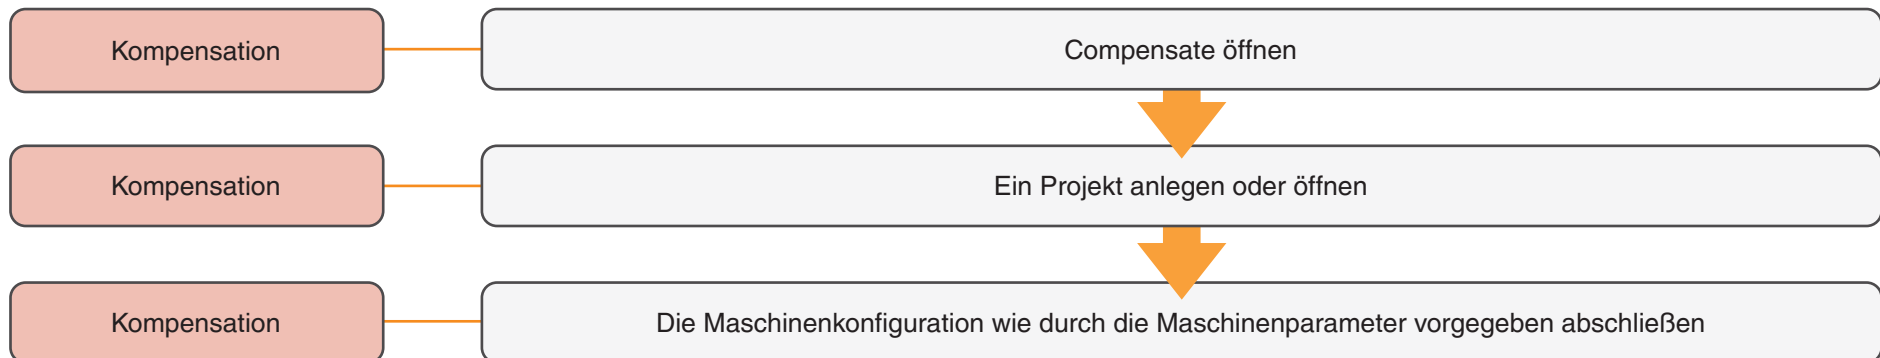 Kompensation
Compensate öffnen
Kompensation
Ein Projekt anlegen oder öffnen
Kompensation
Die Maschinenkonfiguration wie durch die Maschinenparameter vorgegeben abschließen